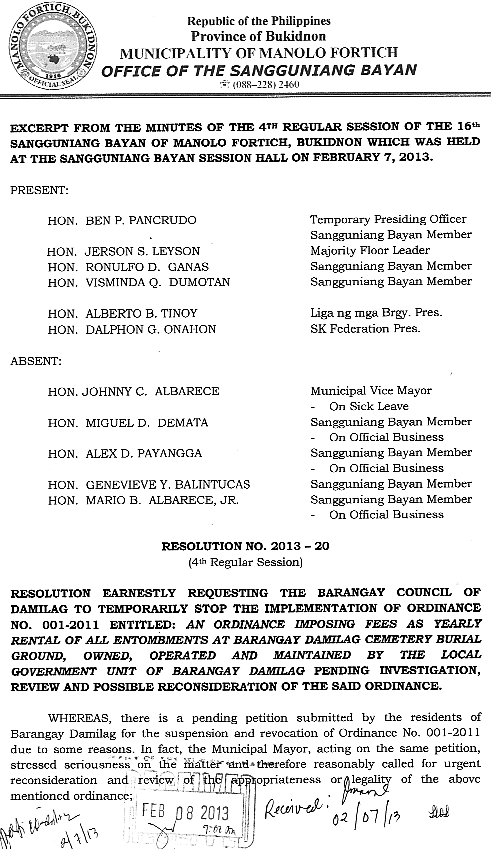 MANOLO FORTICH, BUKIDNON
OFFICIAL SEAL
Republic of the Philippines
Province of Bukidnon
MUNICIPALITY OF MANOLO FORTICH
OFFICE OF THE SANGGUNIANG BAYAN
☏ (088–228) 2460
EXCERPT FROM THE MINUTES OF THE 4TH REGULAR SESSION OF THE 16th
SANGGUNIANG BAYAN OF MANOLO FORTICH, BUKIDNON WHICH WAS HELD
AT THE SANGGUNIANG BAYAN SESSION HALL ON FEBRUARY 7, 2013.
PRESENT:
HON. BEN P. PANCRUDO Temporary Presiding Officer
Sangguniang Bayan Member
HON. JERSON S. LEYSON Majority Floor Leader
HON. RONULFO D. GANAS Sangguniang Bayan Member
HON. VISMINDA Q. DUMOTAN Sangguniang Bayan Member
HON. ALBERTO B. TINOY Liga ng mga Brgy. Pres.
HON. DALPHON G. ONAHON SK Federation Pres.
ABSENT:
HON. JOHNNY C. ALBARECE Municipal Vice Mayor
- On Sick Leave
HON. MIGUEL D. DEMATA Sangguniang Bayan Member
- On Official Business
HON. ALEX D. PAYANGGA Sangguniang Bayan Member
- On Official Business
HON. GENEVIEVE Y. BALINTUCAS Sangguniang Bayan Member
HON. MARIO B. ALBARECE, JR. Sangguniang Bayan Member
- On Official Business
RESOLUTION NO. 2013 – 20
(4th Regular Session)
RESOLUTION EARNESTLY REQUESTING THE BARANGAY COUNCIL OF
DAMILAG TO TEMPORARILY STOP THE IMPLEMENTATION OF ORDINANCE
NO. 001-2011 ENTITLED: AN ORDINANCE IMPOSING FEES AS YEARLY
RENTAL OF ALL ENTOMBMENTS AT BARANGAY DAMILAG CEMETERY BURIAL
GROUND, OWNED, OPERATED AND MAINTAINED BY THE LOCAL
GOVERNMENT UNIT OF BARANGAY DAMILAG PENDING INVESTIGATION,
REVIEW AND POSSIBLE RECONSIDERATION OF THE SAID ORDINANCE.
WHEREAS, there is a pending petition submitted by the residents of
Barangay Damilag for the suspension and revocation of Ordinance No. 001-2011
due to some reasons. In fact, the Municipal Mayor, acting on the same petition,
stressed seriousness on the matter and therefore reasonably called for urgent
reconsideration and review of the appropriateness or legality of the above
mentioned ordinance;
FEB 08 2013
Received:
02/07/13
2/7/13